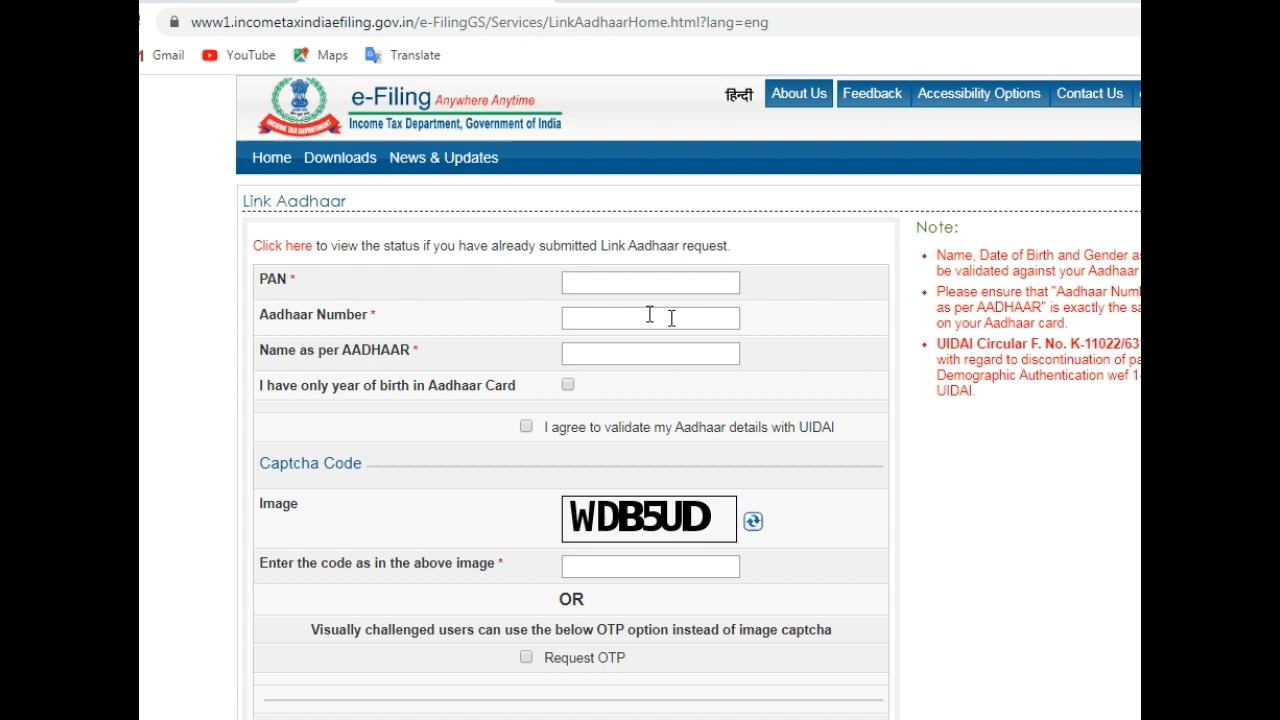 www1.incometaxindiaefiling.gov.in/e-FilingGS/Services/LinkAadhaarHome.html?lang=eng
Gmail YouTube Maps Translate
e-Filing Anywhere Anytime
Income Tax Department, Government of India
INCOME TAX DEPARTMENT
हिन्दी About Us Feedback Accessibility Options Contact Us
Home Downloads News & Updates
Link Aadhaar
Click here to view the status if you have already submitted Link Aadhaar request.
PAN *
Aadhaar Number *
Name as per AADHAAR *
I have only year of birth in Aadhaar Card
I agree to validate my Aadhaar details with UIDAI
Captcha Code
Image WDB5UD
Enter the code as in the above image *
OR
Visually challenged users can use the below OTP option instead of image captcha
Request OTP
Note:
Name, Date of Birth and Gender as
be validated against your Aadhaar
Please ensure that "Aadhaar Num
as per AADHAAR" is exactly the sa
on your Aadhaar card.
UIDAI Circular F. No. K-11022/63
with regard to discontinuation of pa
Demographic Authentication wef 1-
UIDAI.